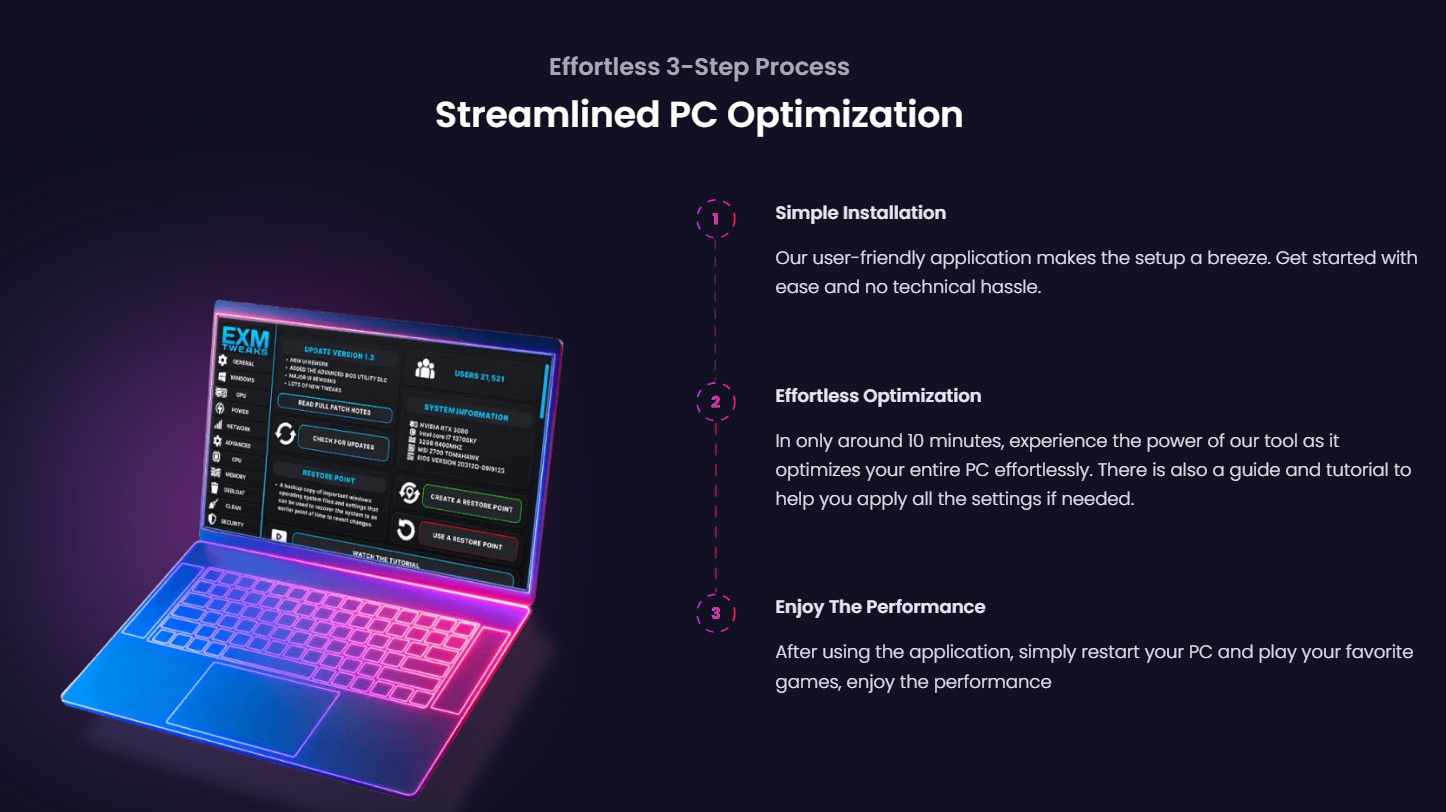 Effortless 3-Step Process
Streamlined PC Optimization
EXM
TWEAKS
GENERAL
WINDOWS
GPU
POWER
NETWORK
ADVANCED
CPU
MEMORY
DEBLOAT
CLEAN
SECURITY
UPDATE VERSION 1.3
• NEW UI REWORK
• ADDED THE ADVANCED BIOS UTILITY DLC
• MAJOR UI REWORKS
• LOTS OF NEW TWEAKS
READ FULL PATCH NOTES
CHECK FOR UPDATES
RESTORE POINT
• A backup copy of important windows
operating system files and settings that
can be used to recover the system to an
earlier point of time to revert changes
WATCH THE TUTORIAL
USERS 21,521
SYSTEM INFORMATION
NVIDIA RTX 3080
Intel core i7 13700KF
32GB 6400MHZ
MSI Z790 TOMAHAWK
BIOS VERSION
CREATE A RESTORE POINT
USE A RESTORE POINT
1
Simple Installation
Our user-friendly application makes the setup a breeze. Get started with
ease and no technical hassle.
2
Effortless Optimization
In only around 10 minutes, experience the power of our tool as it
optimizes your entire PC effortlessly. There is also a guide and tutorial to
help you apply all the settings if needed.
3
Enjoy The Performance
After using the application, simply restart your PC and play your favorite
games, enjoy the performance